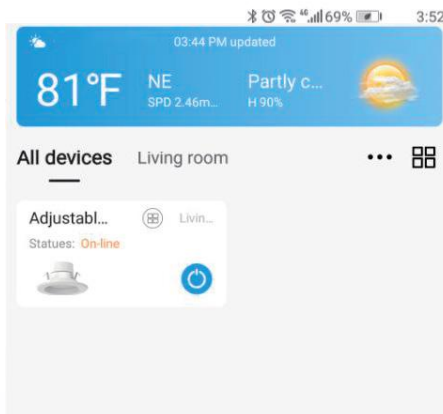 69% 3:52
03:44 PM updated
81°F NE Partly c...
SPD 2.46m... H 90%
All devices Living room
Adjustabl... Livin...
Statues: On-line